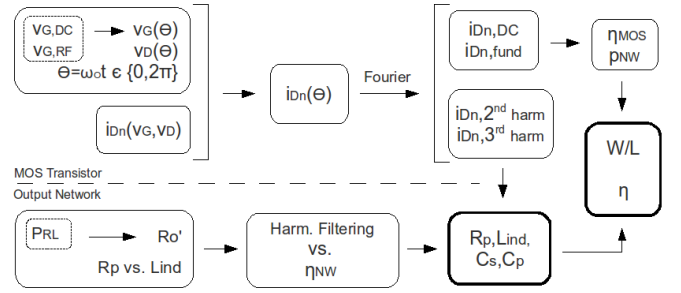 vG,DC → vG(Θ)
vG,RF vD(Θ)
Θ=ωot є {0,2π}
iDn(vG,vD)
iDn(Θ)
Fourier
iDn,DC
iDn,fund
iDn,2nd harm
iDn,3rd harm
ηMOS
pNW
W/L
η
MOS Transistor
Output Network
PRL → Ro'
Rp vs. Lind
Harm. Filtering
vs.
ηNW
Rp,Lind,
Cs,Cp